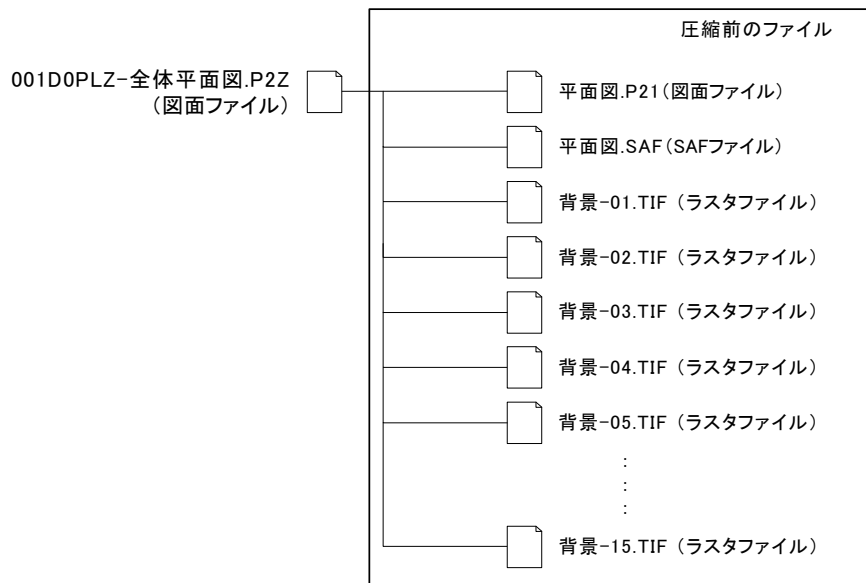 圧縮前のファイル
001D0PLZ-全体平面図.P2Z
（図面ファイル）
平面図.P21（図面ファイル）
平面図.SAF（SAFファイル）
背景-01.TIF （ラスタファイル）
背景-02.TIF （ラスタファイル）
背景-03.TIF （ラスタファイル）
背景-04.TIF （ラスタファイル）
背景-05.TIF （ラスタファイル）
：
：
：
背景-15.TIF （ラスタファイル）